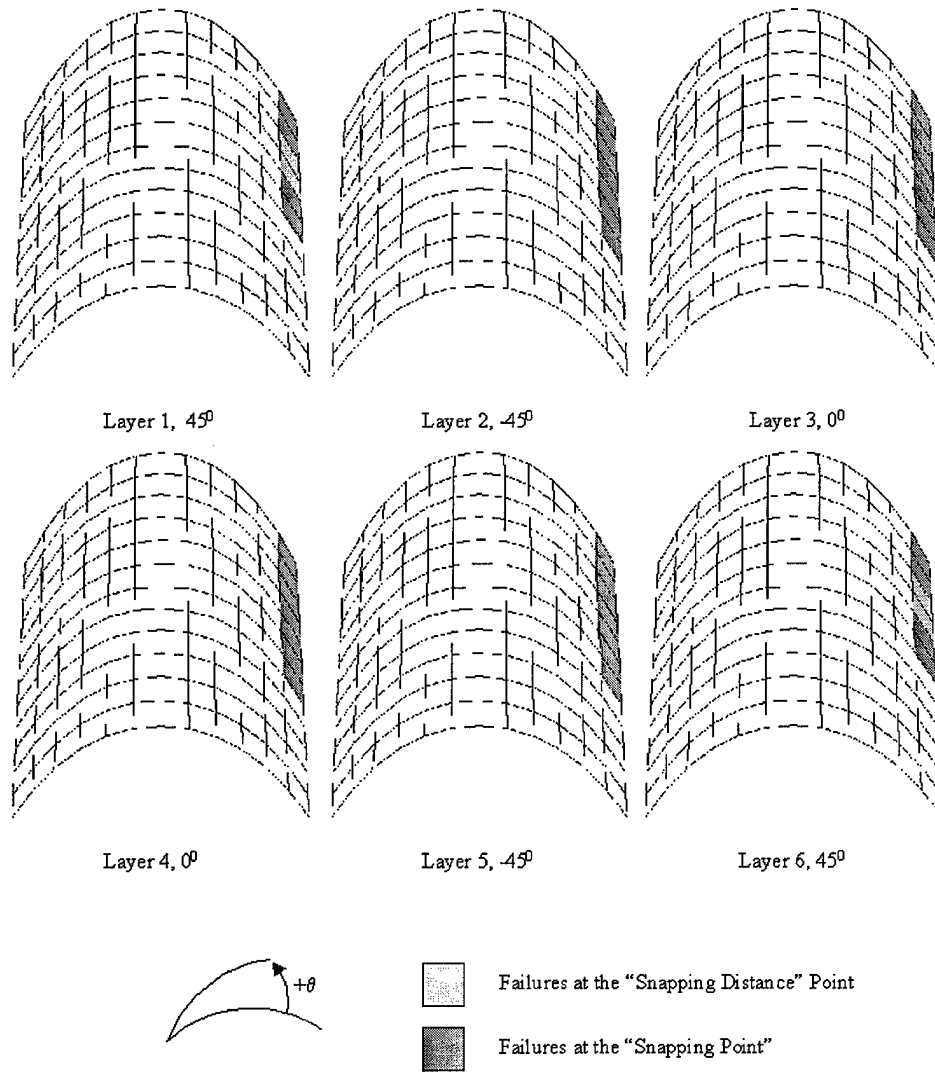 Layer 1, 45⁰
Layer 2, -45⁰
Layer 3, 0⁰
Layer 4, 0⁰
Layer 5, -45⁰
Layer 6, 45⁰
+θ
Failures at the “Snapping Distance” Point
Failures at the “Snapping Point”